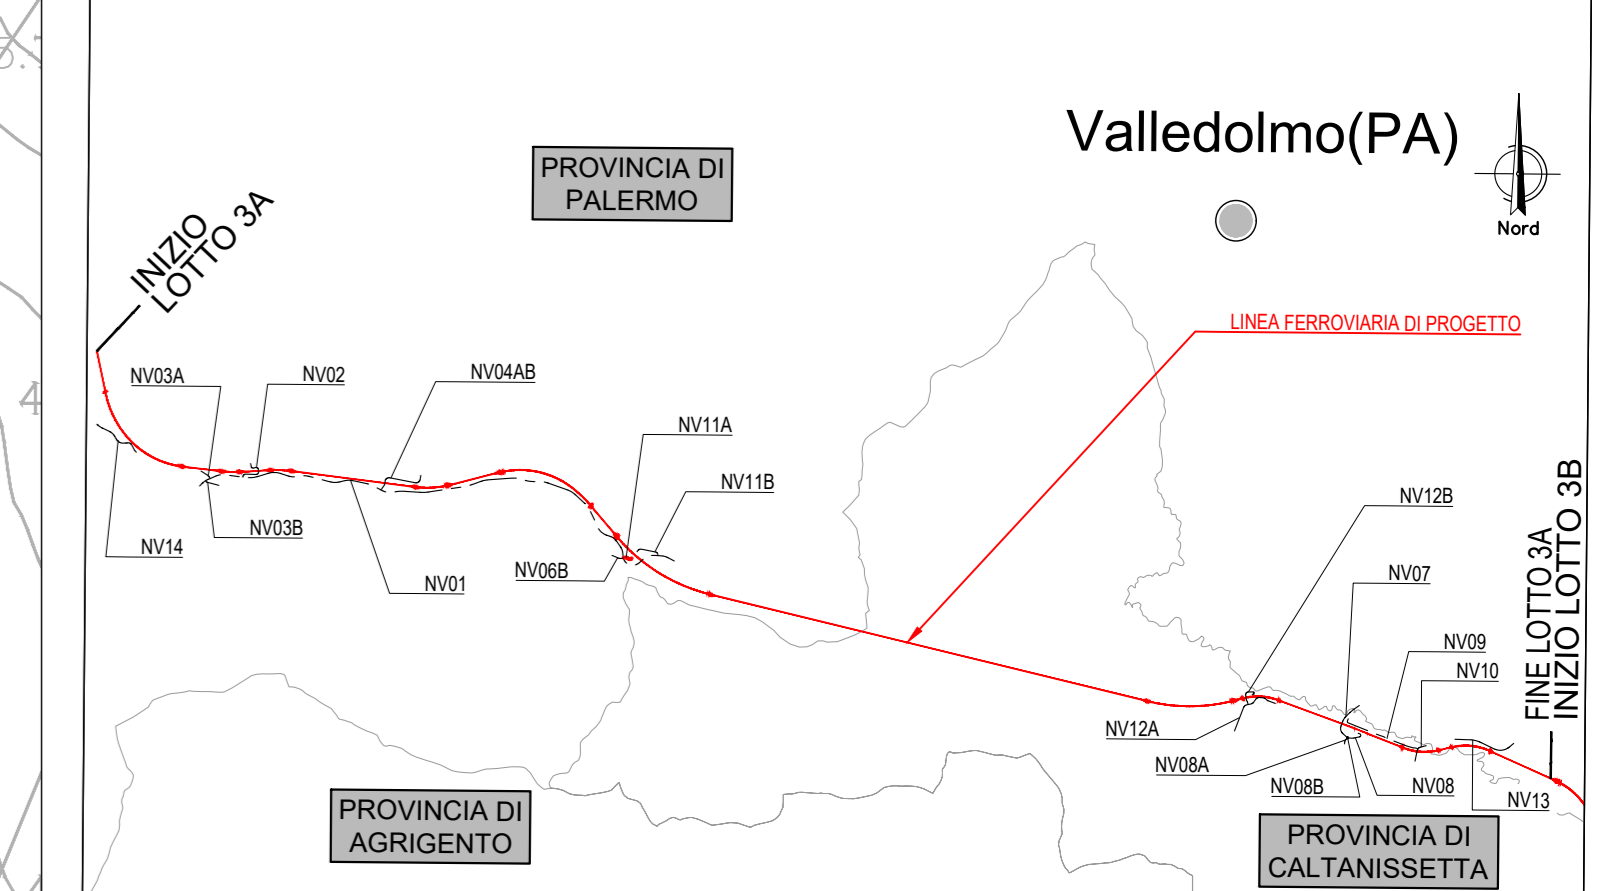 Valledolmo(PA)
PROVINCIA DI
PALERMO
Nord
INIZIO
LOTTO 3A
LINEA FERROVIARIA DI PROGETTO
NV03A
NV02
NV04AB
NV11A
NV11B
NV12B
NV03B
NV14
NV01
NV06B
NV07
NV09
NV10
FINE LOTTO 3A
INIZIO LOTTO 3B
NV12A
NV08A
NV08B
NV08
NV13
PROVINCIA DI
AGRIGENTO
PROVINCIA DI
CALTANISSETTA
4